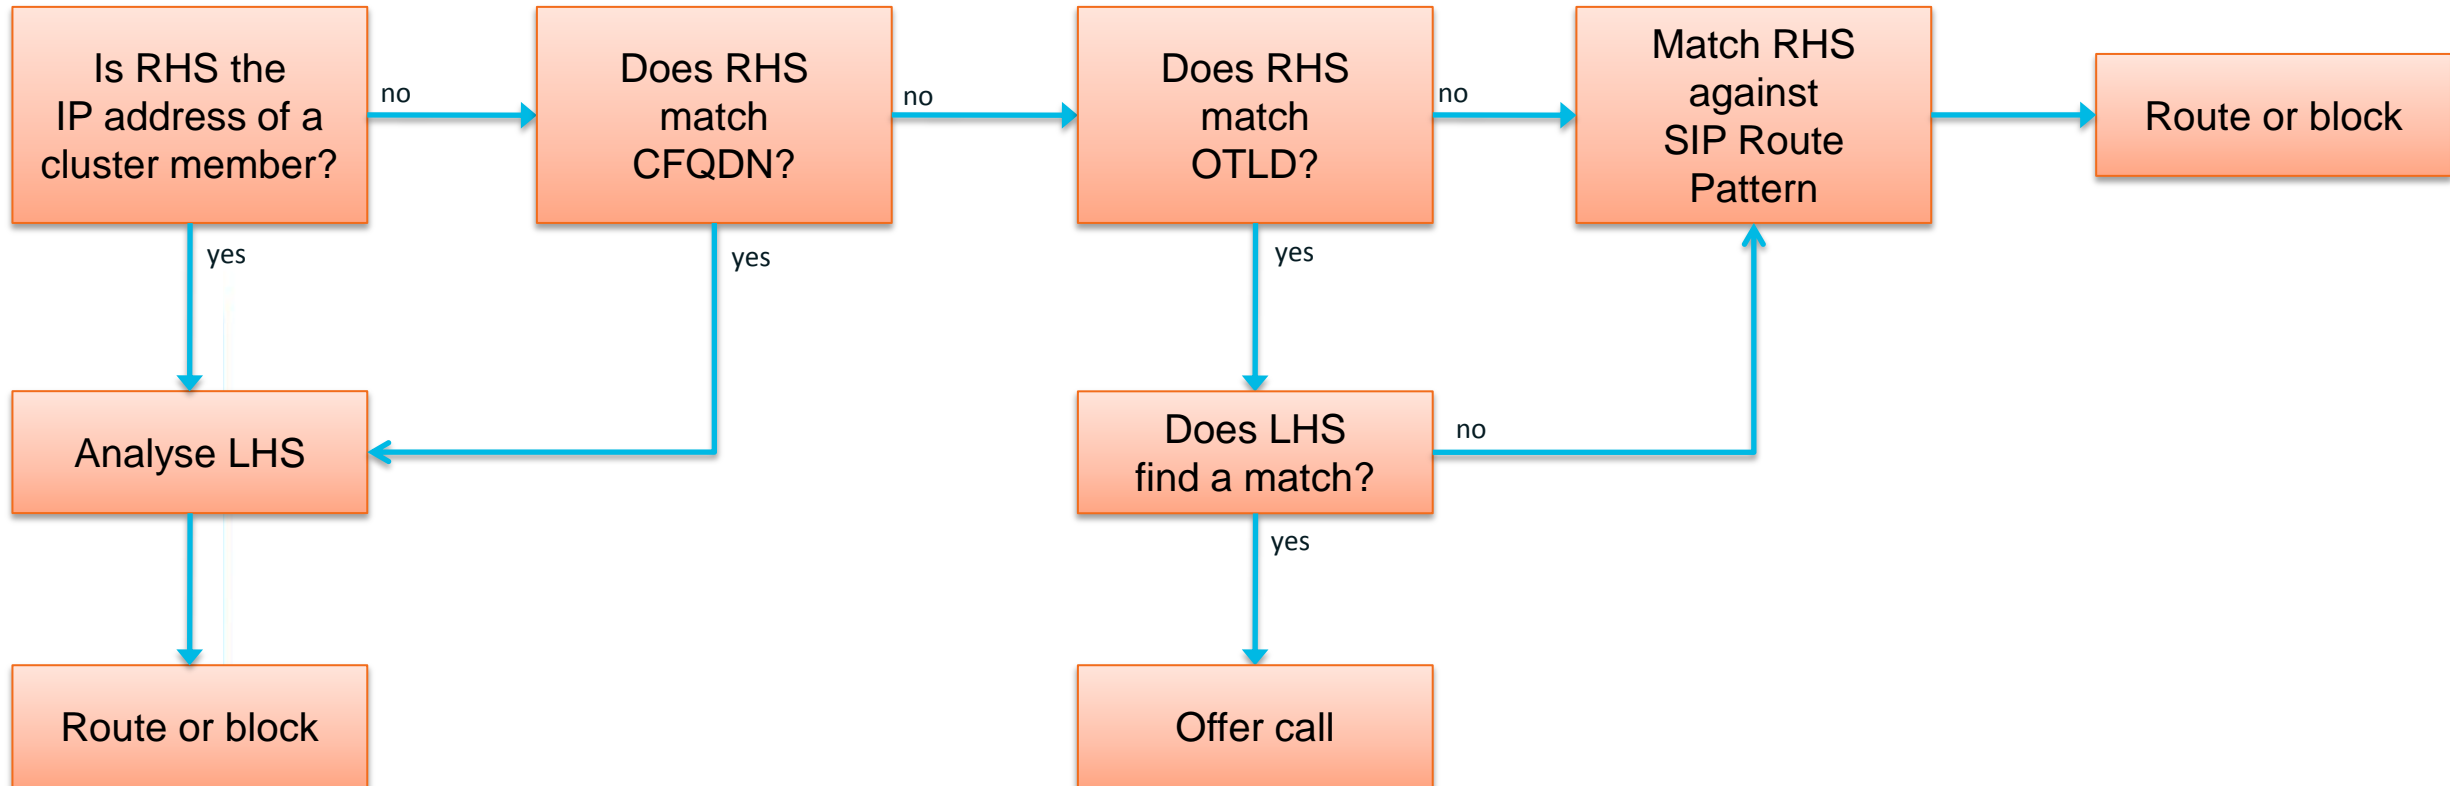 Is RHS the
IP address of a
cluster member?
no
Does RHS
match
CFQDN?
no
Does RHS
match
OTLD?
no
Match RHS
against
SIP Route
Pattern
Route or block
yes
yes
yes
Analyse LHS
Does LHS
find a match?
no
yes
Route or block
Offer call